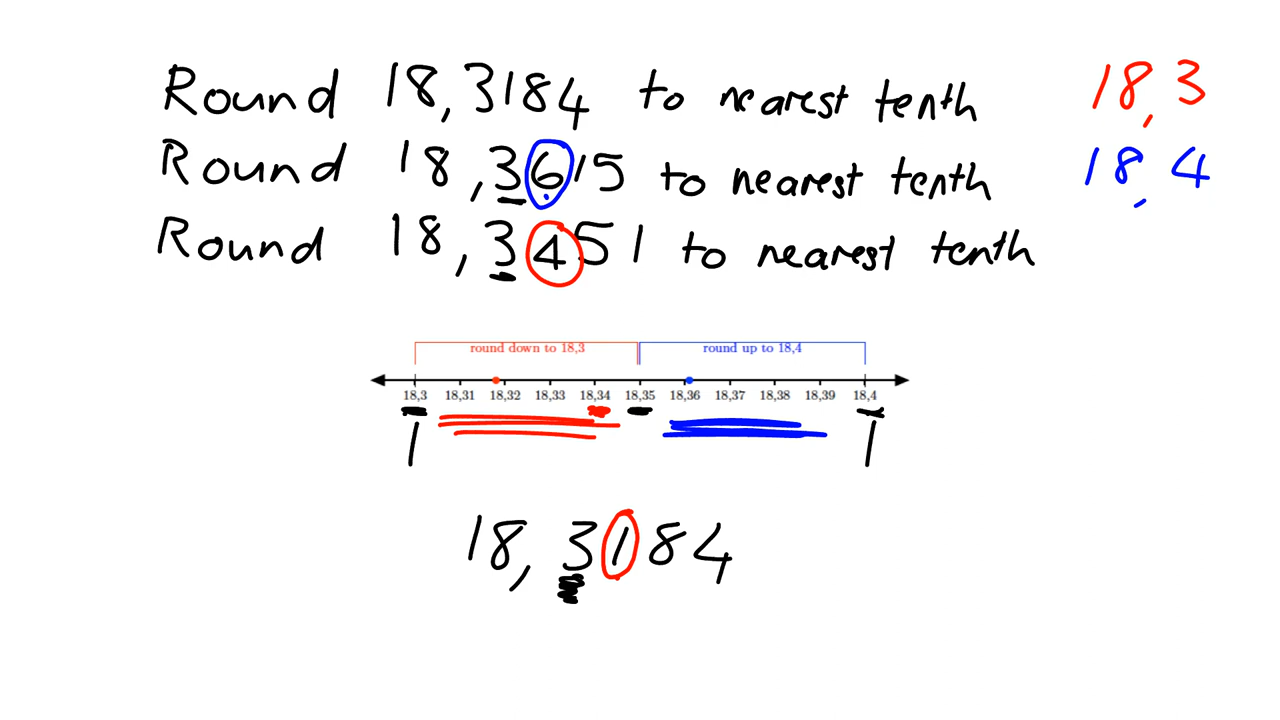 Round 18,3184 to nearest tenth 18,3
Round 18,3615 to nearest tenth 18,4
Round 18,3451 to nearest tenth
round down to 18,3 round up to 18,4
18,3 18,31 18,32 18,33 18,34 18,35 18,36 18,37 18,38 18,39 18,4
18,3184